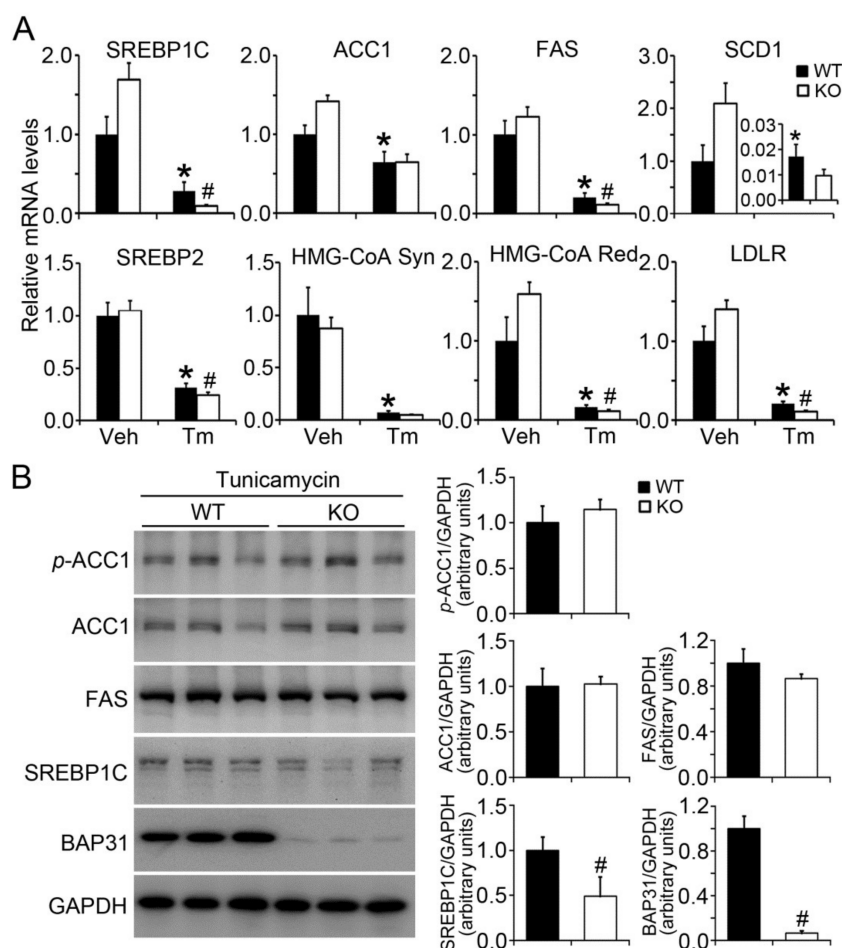 A
Relative mRNA levels
SREBP1C
2.0
1.0
0.0
*
#
ACC1
2.0
1.0
0.0
*
FAS
2.0
1.0
0.0
*
#
SCD1
3.0
2.0
1.0
0.0
0.03
0.02
0.01
0.00
*
WT
KO
SREBP2
1.5
1.0
0.5
0.0
*
#
Veh Tm
HMG-CoA Syn
1.5
1.0
0.5
0.0
*
Veh Tm
HMG-CoA Red
2.0
1.0
0.0
*
#
Veh Tm
LDLR
2.0
1.0
0.0
*
#
Veh Tm
B
Tunicamycin
WT KO
p-ACC1
ACC1
FAS
SREBP1C
BAP31
GAPDH
p-ACC1/GAPDH
(arbitrary units)
1.5
1.0
0.5
0.0
WT
KO
ACC1/GAPDH
(arbitrary units)
1.5
1.0
0.5
0.0
FAS/GAPDH
(arbitrary units)
1.2
0.8
0.4
0.0
SREBP1C/GAPDH
(arbitrary units)
1.5
1.0
0.5
0.0
#
BAP31/GAPDH
(arbitrary units)
1.2
0.8
0.4
0.0
#